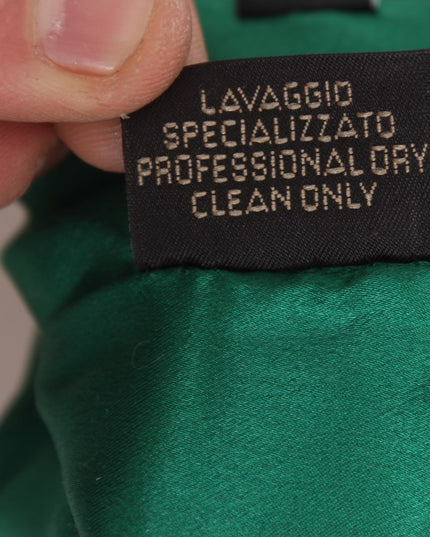 LAVAGGIO
SPECIALIZZATO
PROFESSIONAL DRY
CLEAN ONLY